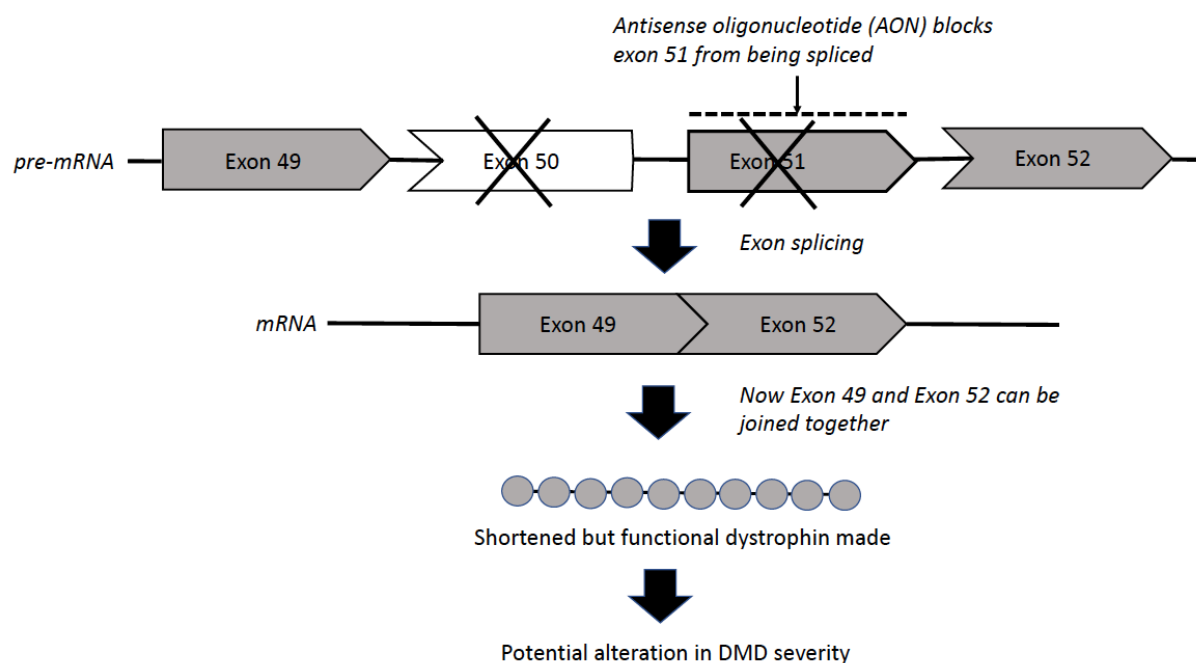 Antisense oligonucleotide (AON) blocks
exon 51 from being spliced
pre-mRNA
Exon 49
Exon 50
Exon 51
Exon 52
Exon splicing
mRNA
Exon 49
Exon 52
Now Exon 49 and Exon 52 can be
joined together
Shortened but functional dystrophin made
Potential alteration in DMD severity